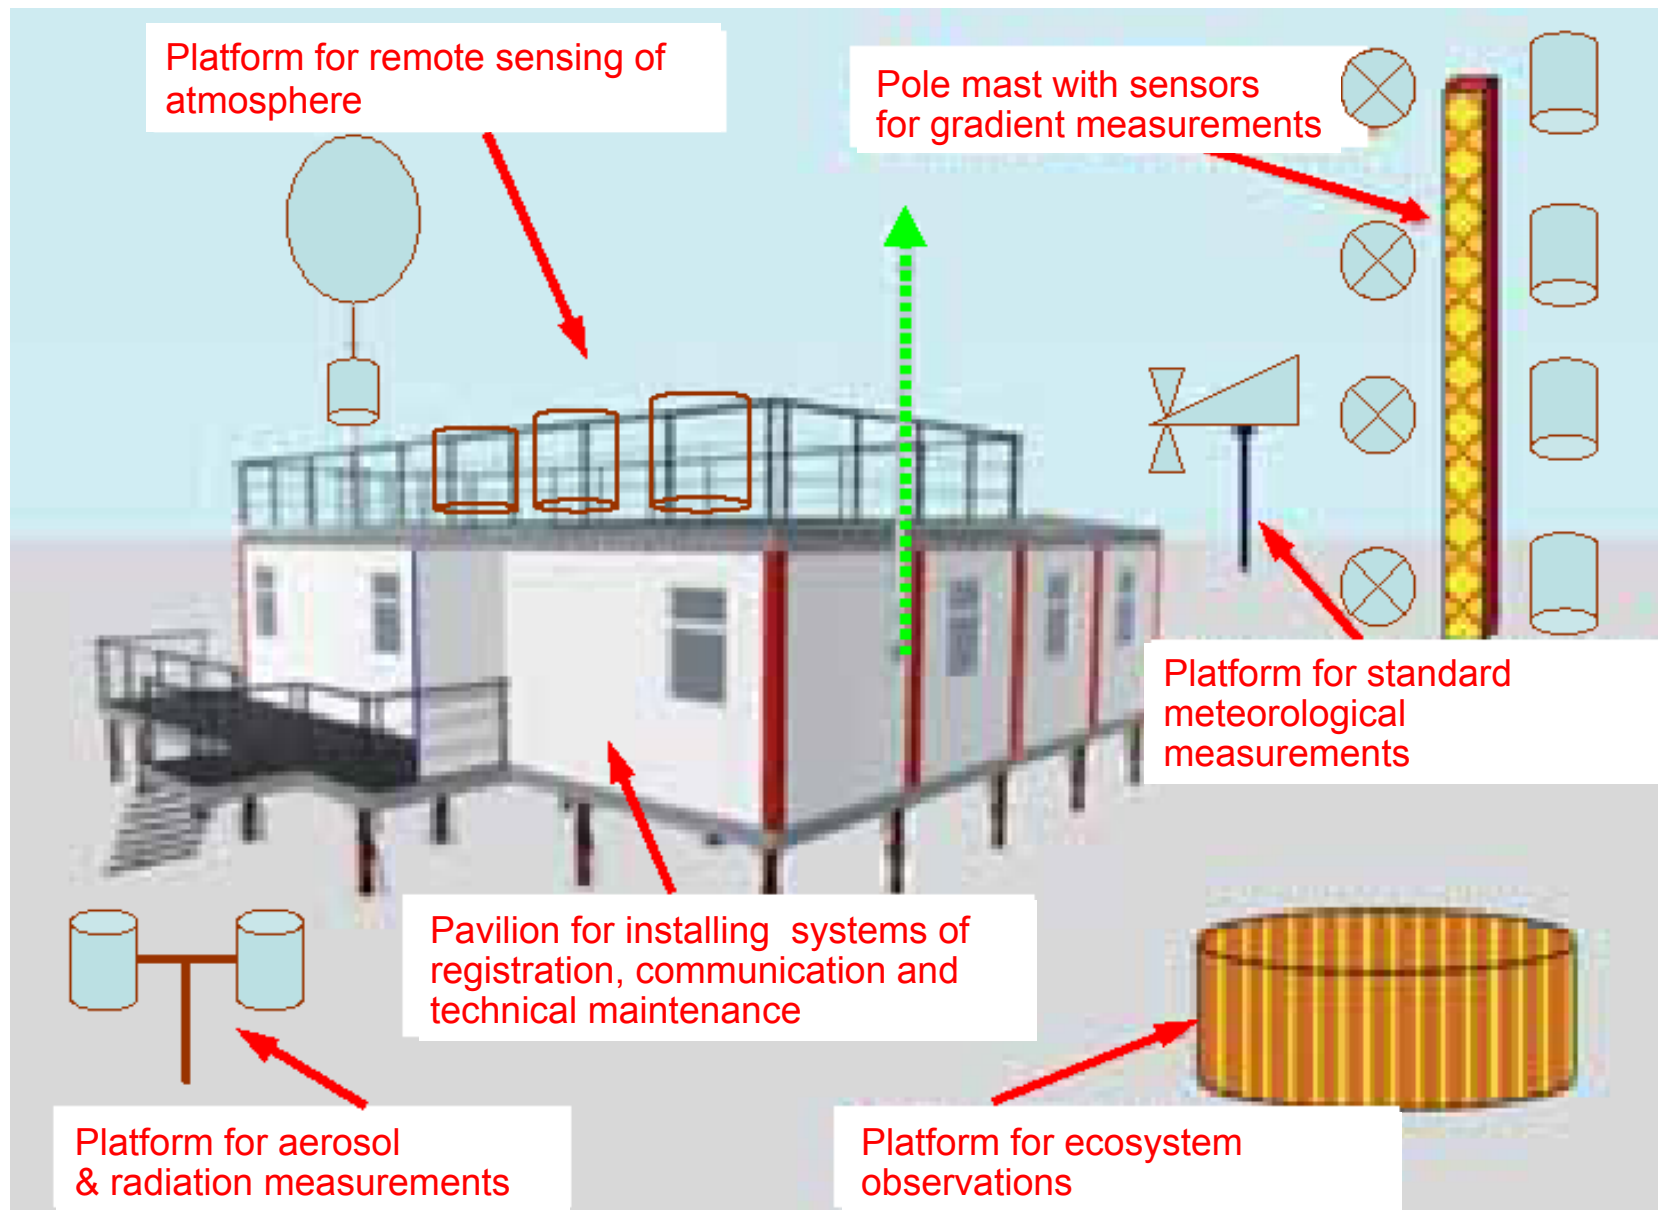 Platform for remote sensing of
atmosphere
Pole mast with sensors
for gradient measurements
Platform for standard
meteorological
measurements
Pavilion for installing  systems of
registration, communication and
technical maintenance
Platform for aerosol
& radiation measurements
Platform for ecosystem
observations